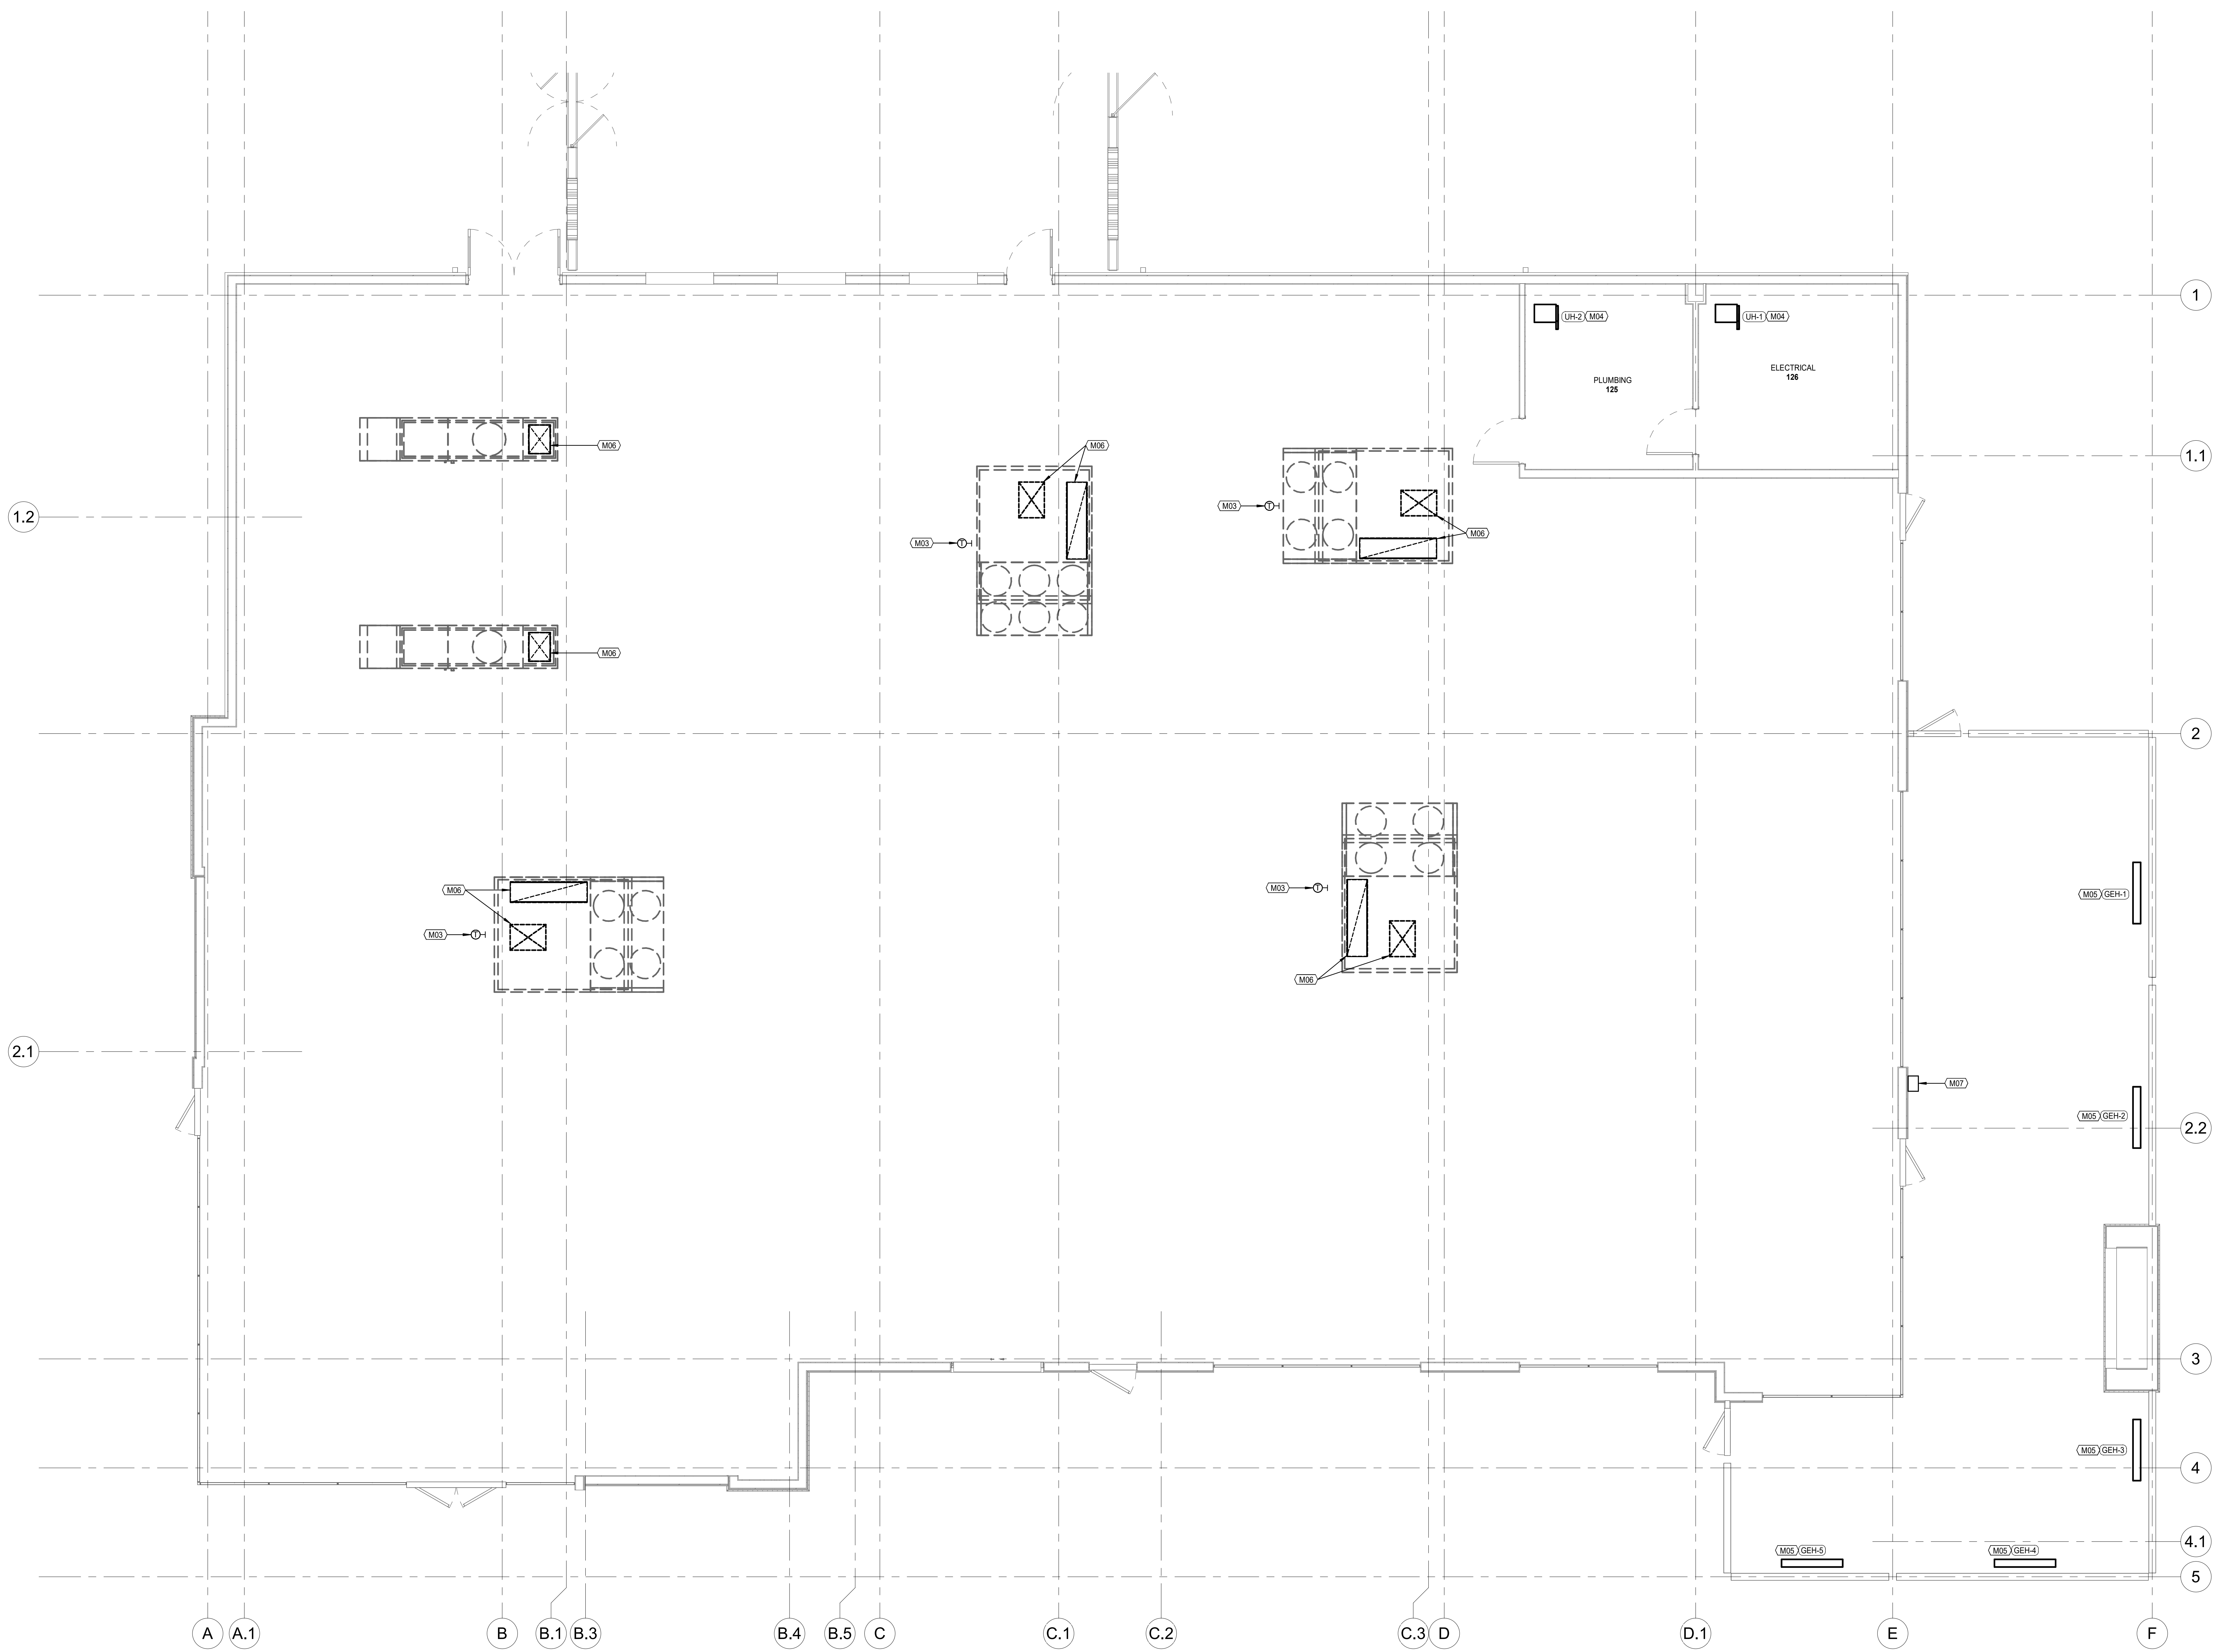 1
UH-2 M04
UH-1 M04
ELECTRICAL
126
PLUMBING
125
M06
M06
1.1
M03
1.2
M06
M03
M06
2
M06
M03
M05 GEH-1
M03
M06
2.1
M07
M05 GEH-2
2.2
3
M05 GEH-3
4
4.1
M05 GEH-5
M05 GEH-4
5
A
A.1
B
B.1
B.3
B.4
B.5
C
C.1
C.2
C.3
D
D.1
E
F
T
T
T
T